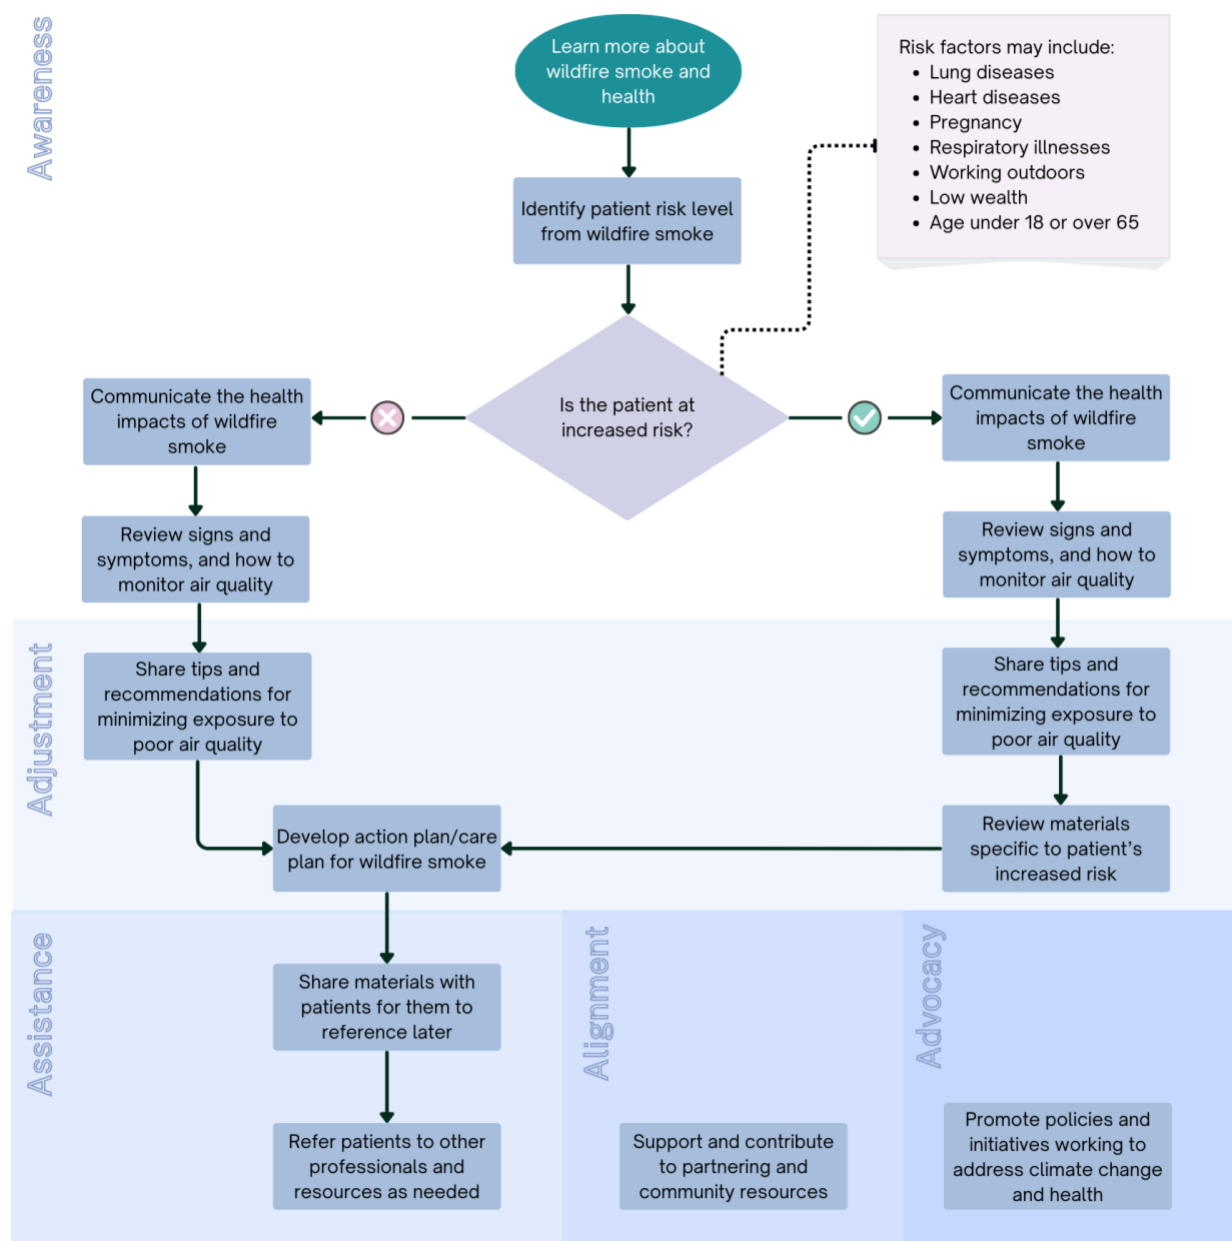 Awareness
Learn more about
wildfire smoke and
health
Risk factors may include:
• Lung diseases
• Heart diseases
• Pregnancy
• Respiratory illnesses
• Working outdoors
• Low wealth
• Age under 18 or over 65
Identify patient risk level
from wildfire smoke
Is the patient at
increased risk?
Communicate the health
impacts of wildfire
smoke
Communicate the health
impacts of wildfire
smoke
Review signs and
symptoms, and how to
monitor air quality
Review signs and
symptoms, and how to
monitor air quality
Adjustment
Share tips and
recommendations for
minimizing exposure to
poor air quality
Share tips and
recommendations for
minimizing exposure to
poor air quality
Develop action plan/care
plan for wildfire smoke
Review materials
specific to patient’s
increased risk
Assistance
Share materials with
patients for them to
reference later
Refer patients to other
professionals and
resources as needed
Alignment
Support and contribute
to partnering and
community resources
Advocacy
Promote policies and
initiatives working to
address climate change
and health